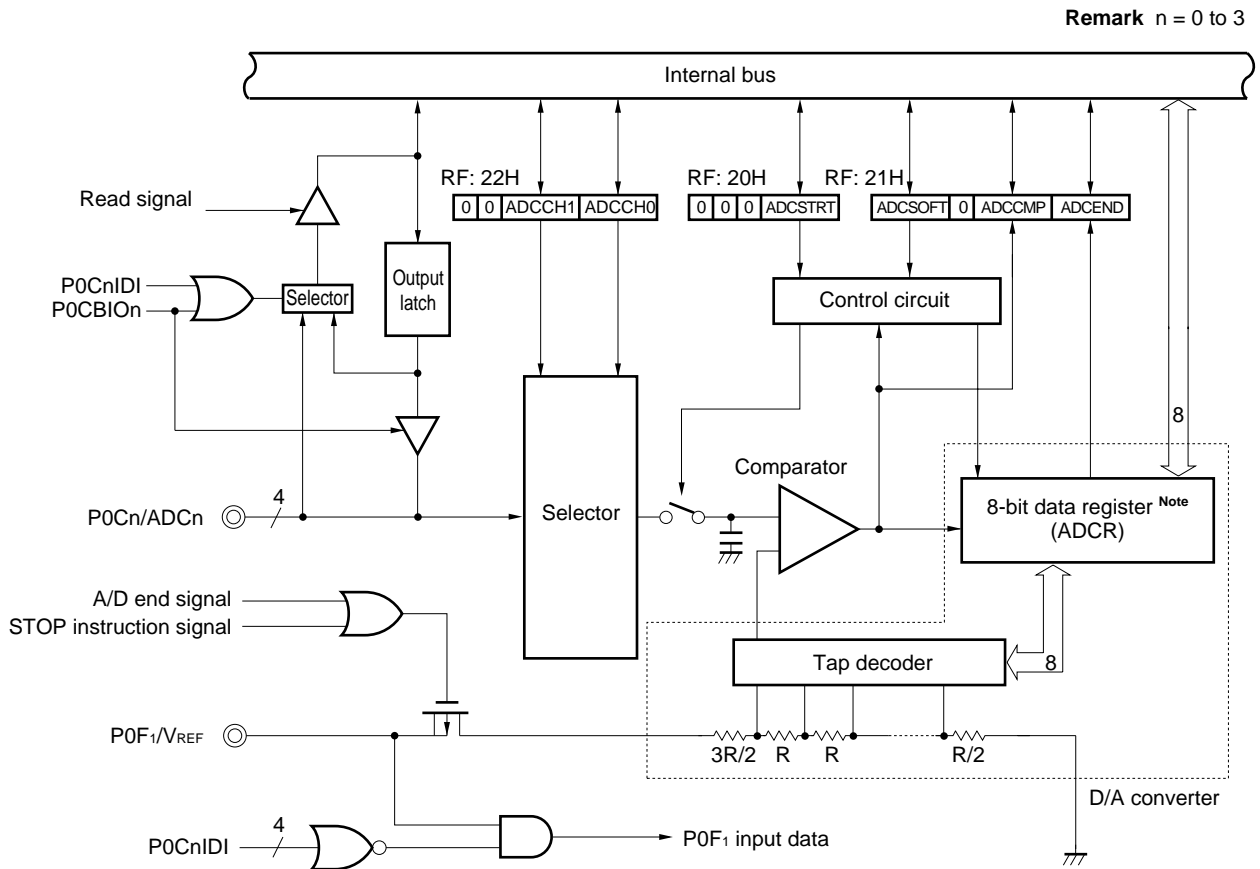 Remark n = 0 to 3
Internal bus
RF: 22H
RF: 20H
RF: 21H
Read signal
0 0 ADCCH1 ADCCH0
0 0 0 ADCSTRT
ADCSOFT 0 ADCCMP ADCEND
P0CnIDI
P0CBIOn
Selector
Output
latch
Control circuit
8
Comparator
P0Cn/ADCn
4
Selector
8-bit data register Note
(ADCR)
A/D end signal
STOP instruction signal
Tap decoder
8
P0F1/VREF
3R/2
R
R
R/2
D/A converter
P0CnIDI
4
P0F1 input data